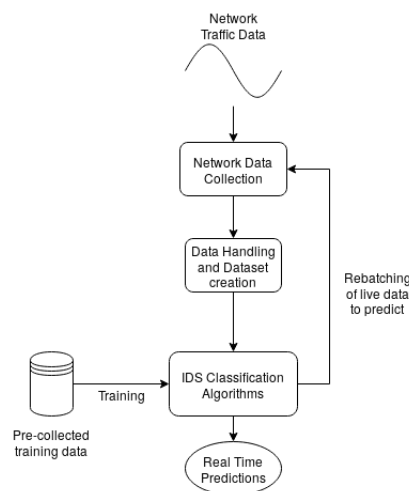 Network
Traffic Data
Network Data
Collection
Data Handling
and Dataset
creation
Rebatching
of live data
to predict
IDS Classification
Algorithms
Training
Pre-collected
training data
Real Time
Predictions